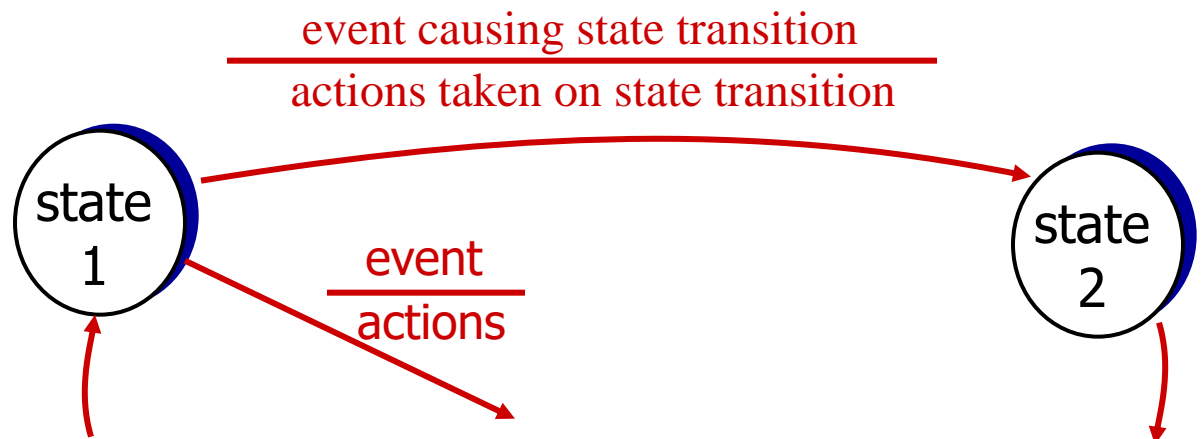 event causing state transition
actions taken on state transition
state
1
state
2
event
actions